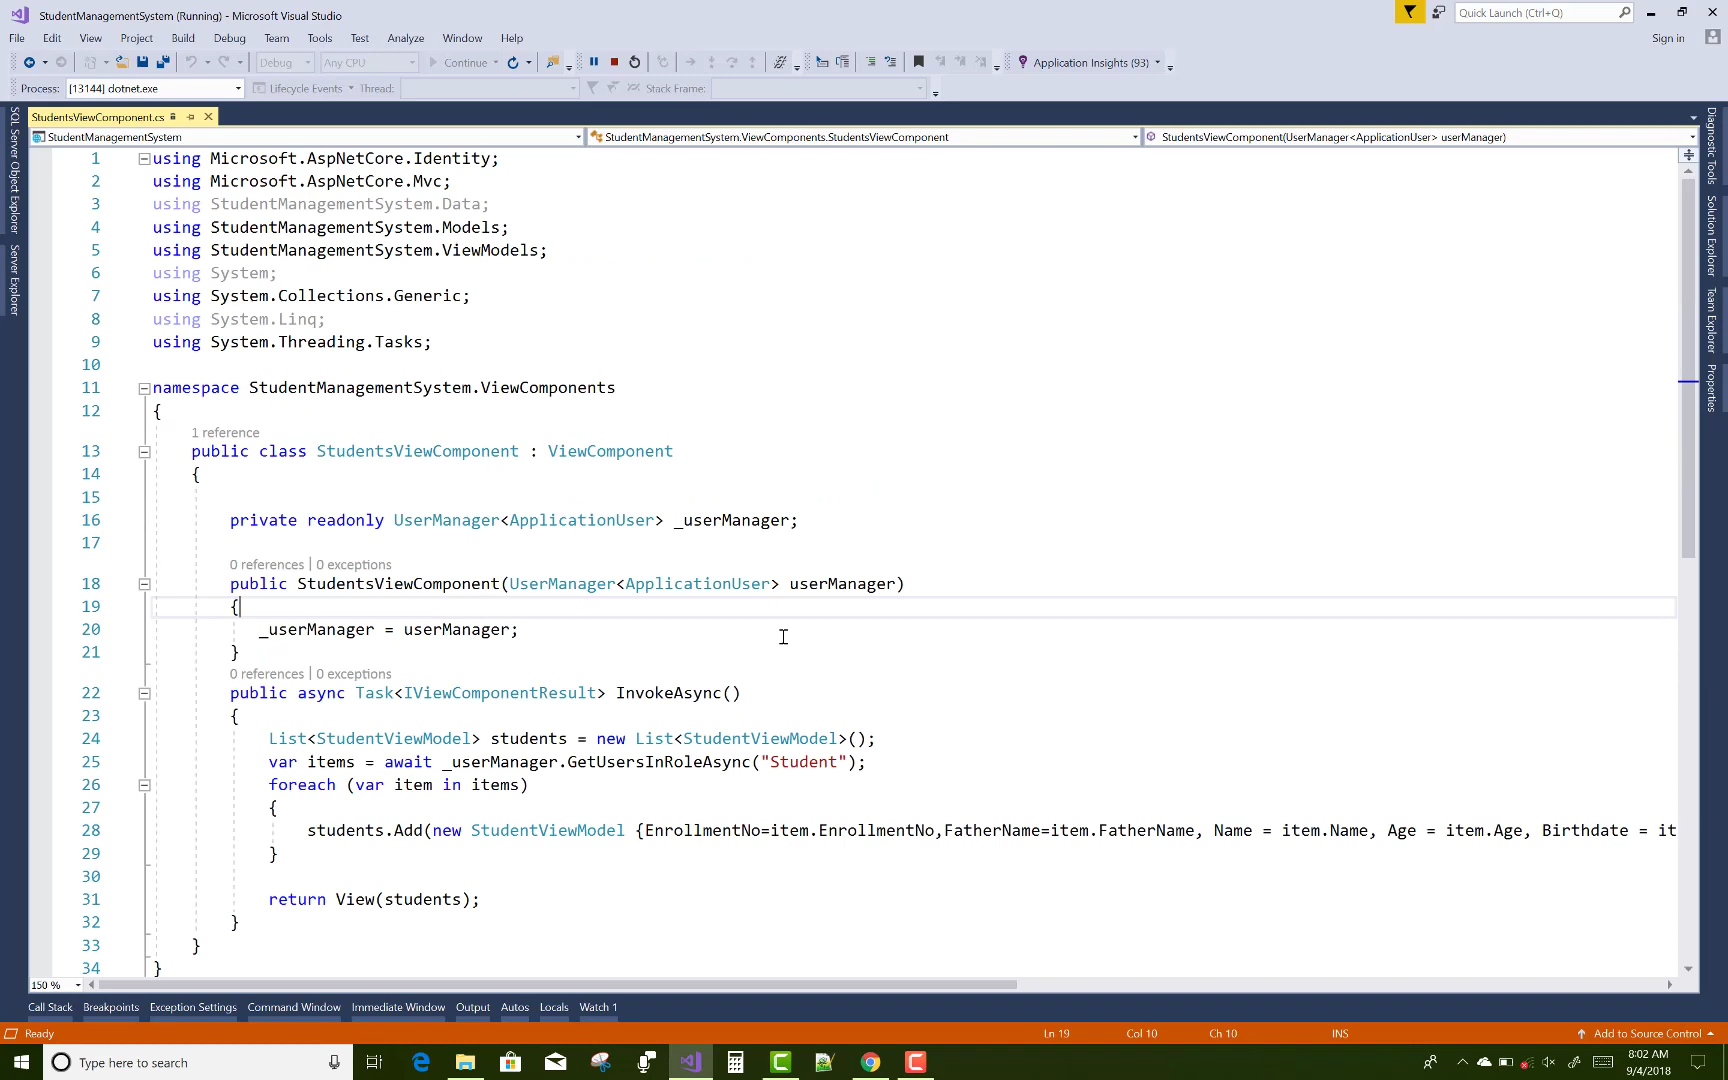 StudentManagementSystem (Running) - Microsoft Visual Studio
Quick Launch (Ctrl+Q)
File Edit View Project Build Debug Team Tools Test Analyze Window Help
Sign in
Debug Any CPU Continue Application Insights (93)
Process: [13144] dotnet.exe Lifecycle Events Thread: Stack Frame:
StudentsViewComponent.cs
StudentManagementSystem StudentManagementSystem.ViewComponents.StudentsViewComponent StudentsViewComponent(UserManager<ApplicationUser> userManager)
SQL Server Object Explorer
Server Explorer
Diagnostic Tools
Solution Explorer
Team Explorer
Properties
1 using Microsoft.AspNetCore.Identity;
2 using Microsoft.AspNetCore.Mvc;
3 using StudentManagementSystem.Data;
4 using StudentManagementSystem.Models;
5 using StudentManagementSystem.ViewModels;
6 using System;
7 using System.Collections.Generic;
8 using System.Linq;
9 using System.Threading.Tasks;
10
11 namespace StudentManagementSystem.ViewComponents
12 {
1 reference
13 public class StudentsViewComponent : ViewComponent
14 {
15
16 private readonly UserManager<ApplicationUser> _userManager;
17
0 references | 0 exceptions
18 public StudentsViewComponent(UserManager<ApplicationUser> userManager)
19 {
20 _userManager = userManager;
21 }
0 references | 0 exceptions
22 public async Task<IViewComponentResult> InvokeAsync()
23 {
24 List<StudentViewModel> students = new List<StudentViewModel>();
25 var items = await _userManager.GetUsersInRoleAsync("Student");
26 foreach (var item in items)
27 {
28 students.Add(new StudentViewModel {EnrollmentNo=item.EnrollmentNo,FatherName=item.FatherName, Name = item.Name, Age = item.Age, Birthdate = it
29 }
30
31 return View(students);
32 }
33 }
34 }
150 %
Call Stack Breakpoints Exception Settings Command Window Immediate Window Output Autos Locals Watch 1
Ready Ln 19 Col 10 Ch 10 INS Add to Source Control
Type here to search
8:02 AM
9/4/2018